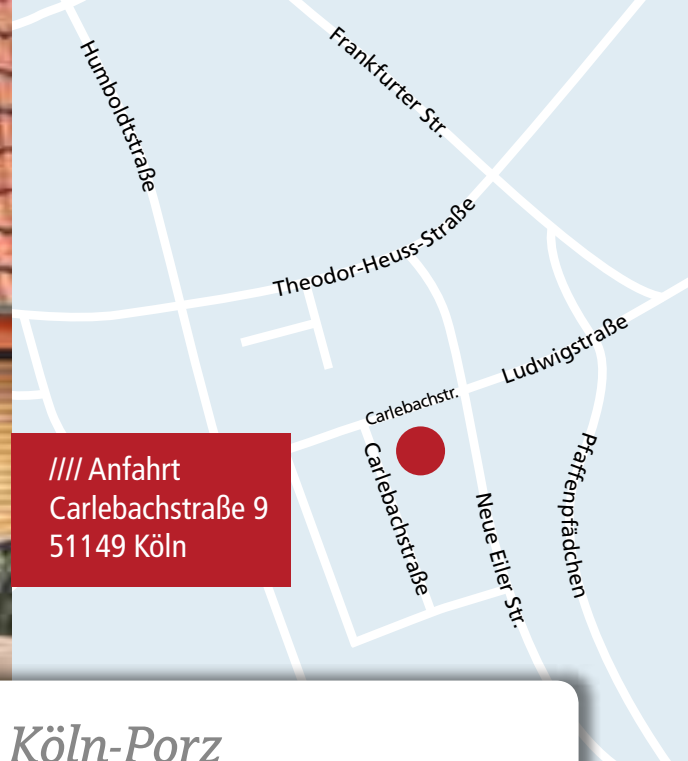 Frankfurter Str.
Humboldtstraße
Theodor-Heuss-Straße
Ludwigstraße
Carlebachstr.
Carlebachstraße
Pfaffenpfädchen
Neue Eiler Str.
//// Anfahrt
Carlebachstraße 9
51149 Köln
Köln-Porz